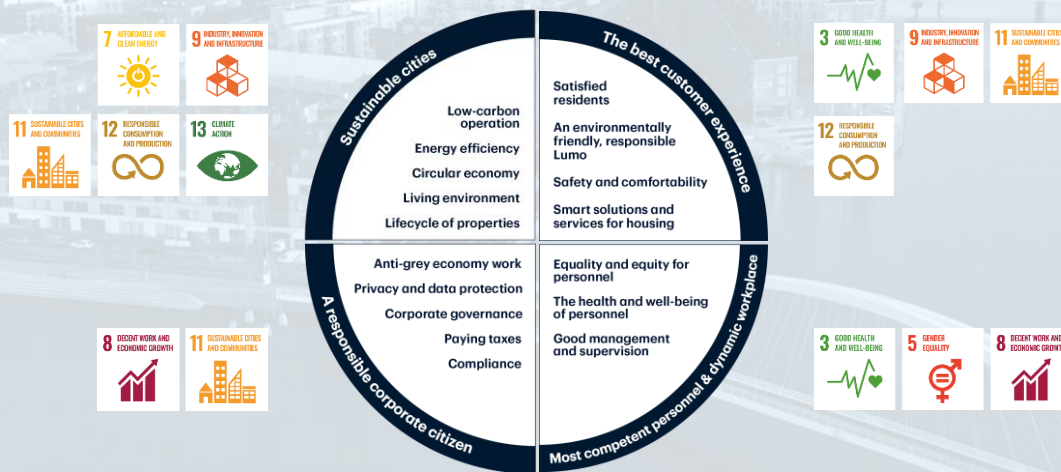 7 AFFORDABLE AND
CLEAN ENERGY
9 INDUSTRY, INNOVATION
AND INFRASTRUCTURE
11 SUSTAINABLE CITIES
AND COMMUNITIES
12 RESPONSIBLE
CONSUMPTION
AND PRODUCTION
13 CLIMATE
ACTION
Sustainable cities
Low-carbon
operation
Energy efficiency
Circular economy
Living environment
Lifecycle of properties
The best customer experience
Satisfied
residents
An environmentally
friendly, responsible
Lumo
Safety and comfortability
Smart solutions and
services for housing
3 GOOD HEALTH
AND WELL-BEING
9 INDUSTRY, INNOVATION
AND INFRASTRUCTURE
11 SUSTAINABLE CITIES
AND COMMUNITIES
12 RESPONSIBLE
CONSUMPTION
AND PRODUCTION
8 DECENT WORK AND
ECONOMIC GROWTH
11 SUSTAINABLE CITIES
AND COMMUNITIES
A responsible corporate citizen
Anti-grey economy work
Privacy and data protection
Corporate governance
Paying taxes
Compliance
Equality and equity for
personnel
The health and well-being
of personnel
Good management
and supervision
Most competent personnel & dynamic workplace
3 GOOD HEALTH
AND WELL-BEING
5 GENDER
EQUALITY
8 DECENT WORK AND
ECONOMIC GROWTH